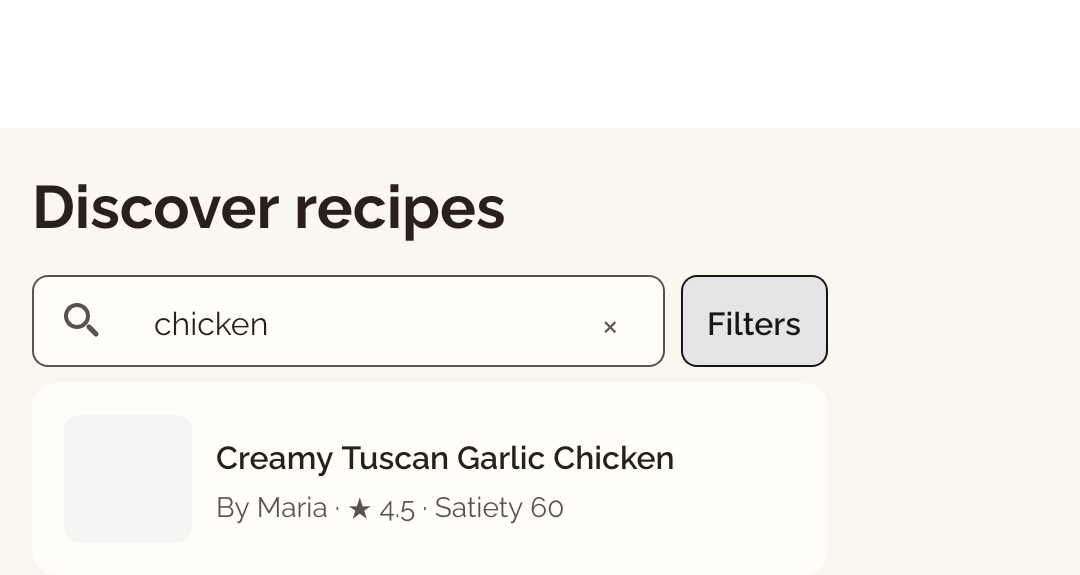 Discover recipes
chicken × Filters
Creamy Tuscan Garlic Chicken
By Maria · ★ 4.5 · Satiety 60